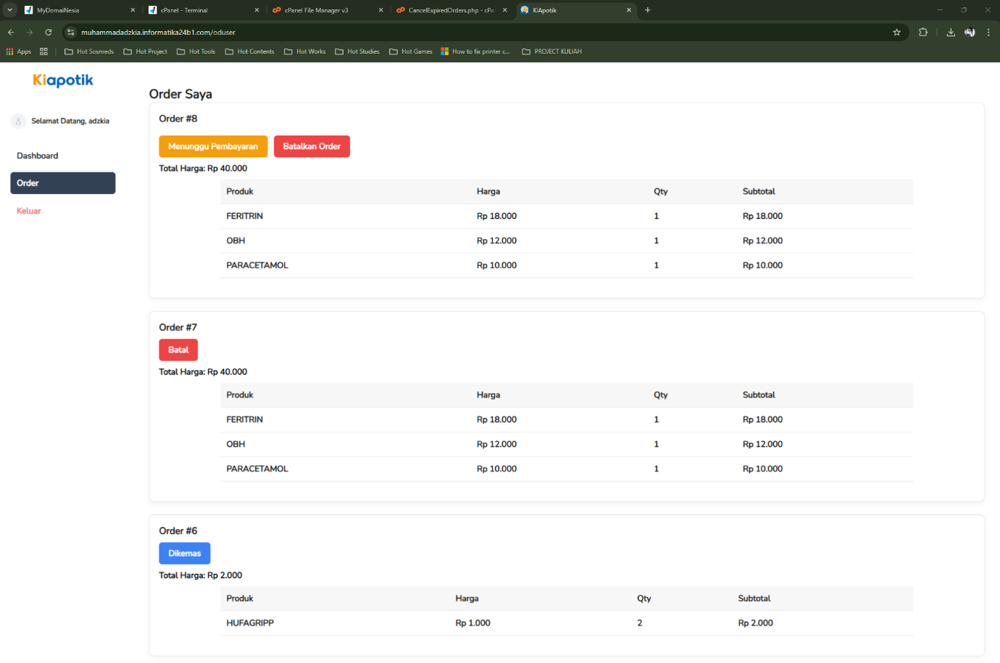 MyDomaiNesia
cPanel - Terminal
cPanel File Manager v3
CancelExpiredOrders.php - cPa
KiApotik
muhammadadzkia.informatika24b1.com/oduser
Apps
Hot Sosmeds
Hot Project
Hot Tools
Hot Contents
Hot Works
Hot Studies
Hot Games
How to fix printer c...
PROJECT KULIAH
Kiapotik
Selamat Datang, adzkia
Dashboard
Order
Keluar
Order Saya
Order #8
Menunggu Pembayaran Batalkan Order
Total Harga: Rp 40.000
Produk Harga Qty Subtotal
FERITRIN Rp 18.000 1 Rp 18.000
OBH Rp 12.000 1 Rp 12.000
PARACETAMOL Rp 10.000 1 Rp 10.000
Order #7
Batal
Total Harga: Rp 40.000
Produk Harga Qty Subtotal
FERITRIN Rp 18.000 1 Rp 18.000
OBH Rp 12.000 1 Rp 12.000
PARACETAMOL Rp 10.000 1 Rp 10.000
Order #6
Dikemas
Total Harga: Rp 2.000
Produk Harga Qty Subtotal
HUFAGRIPP Rp 1.000 2 Rp 2.000